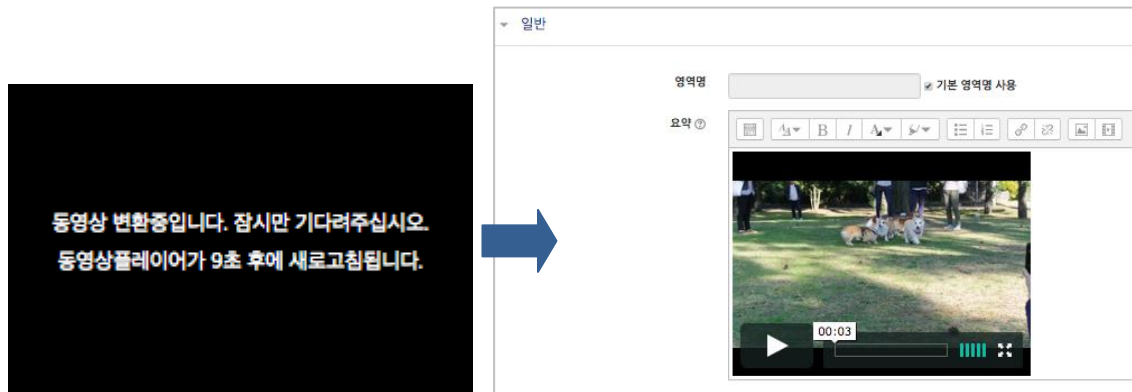 동영상 변환중입니다. 잠시만 기다려주십시오.
동영상플레이어가 9초 후에 새로고침됩니다.
일반
영역명
기본 영역명 사용
요약
B I
00:03